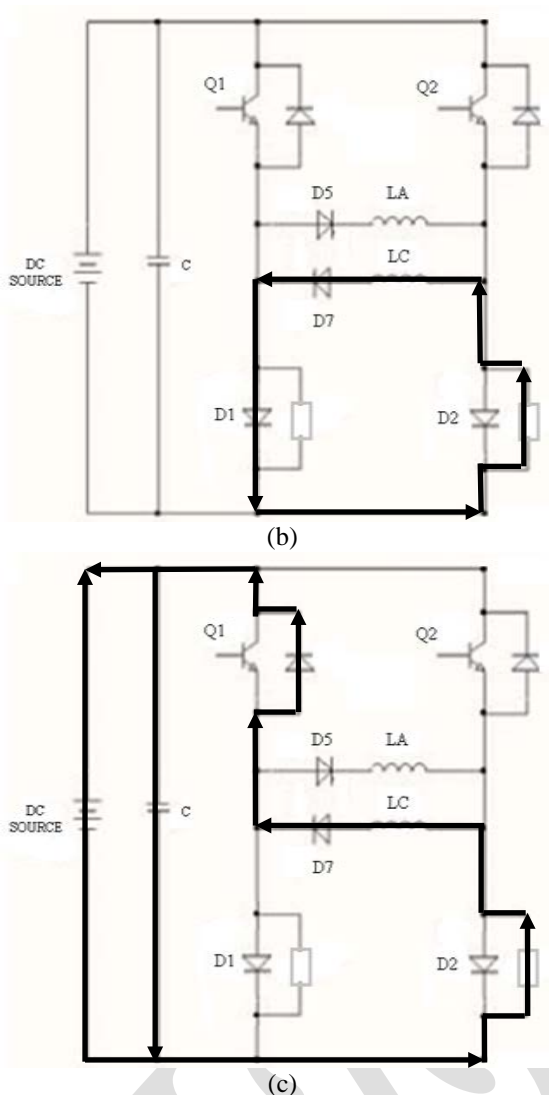 Q1 Q2
D5 LA
DC
SOURCE
C
LC
D7
D1 D2
(b)
Q1 Q2
D5 LA
DC
SOURCE
C
LC
D7
D1 D2
(c)